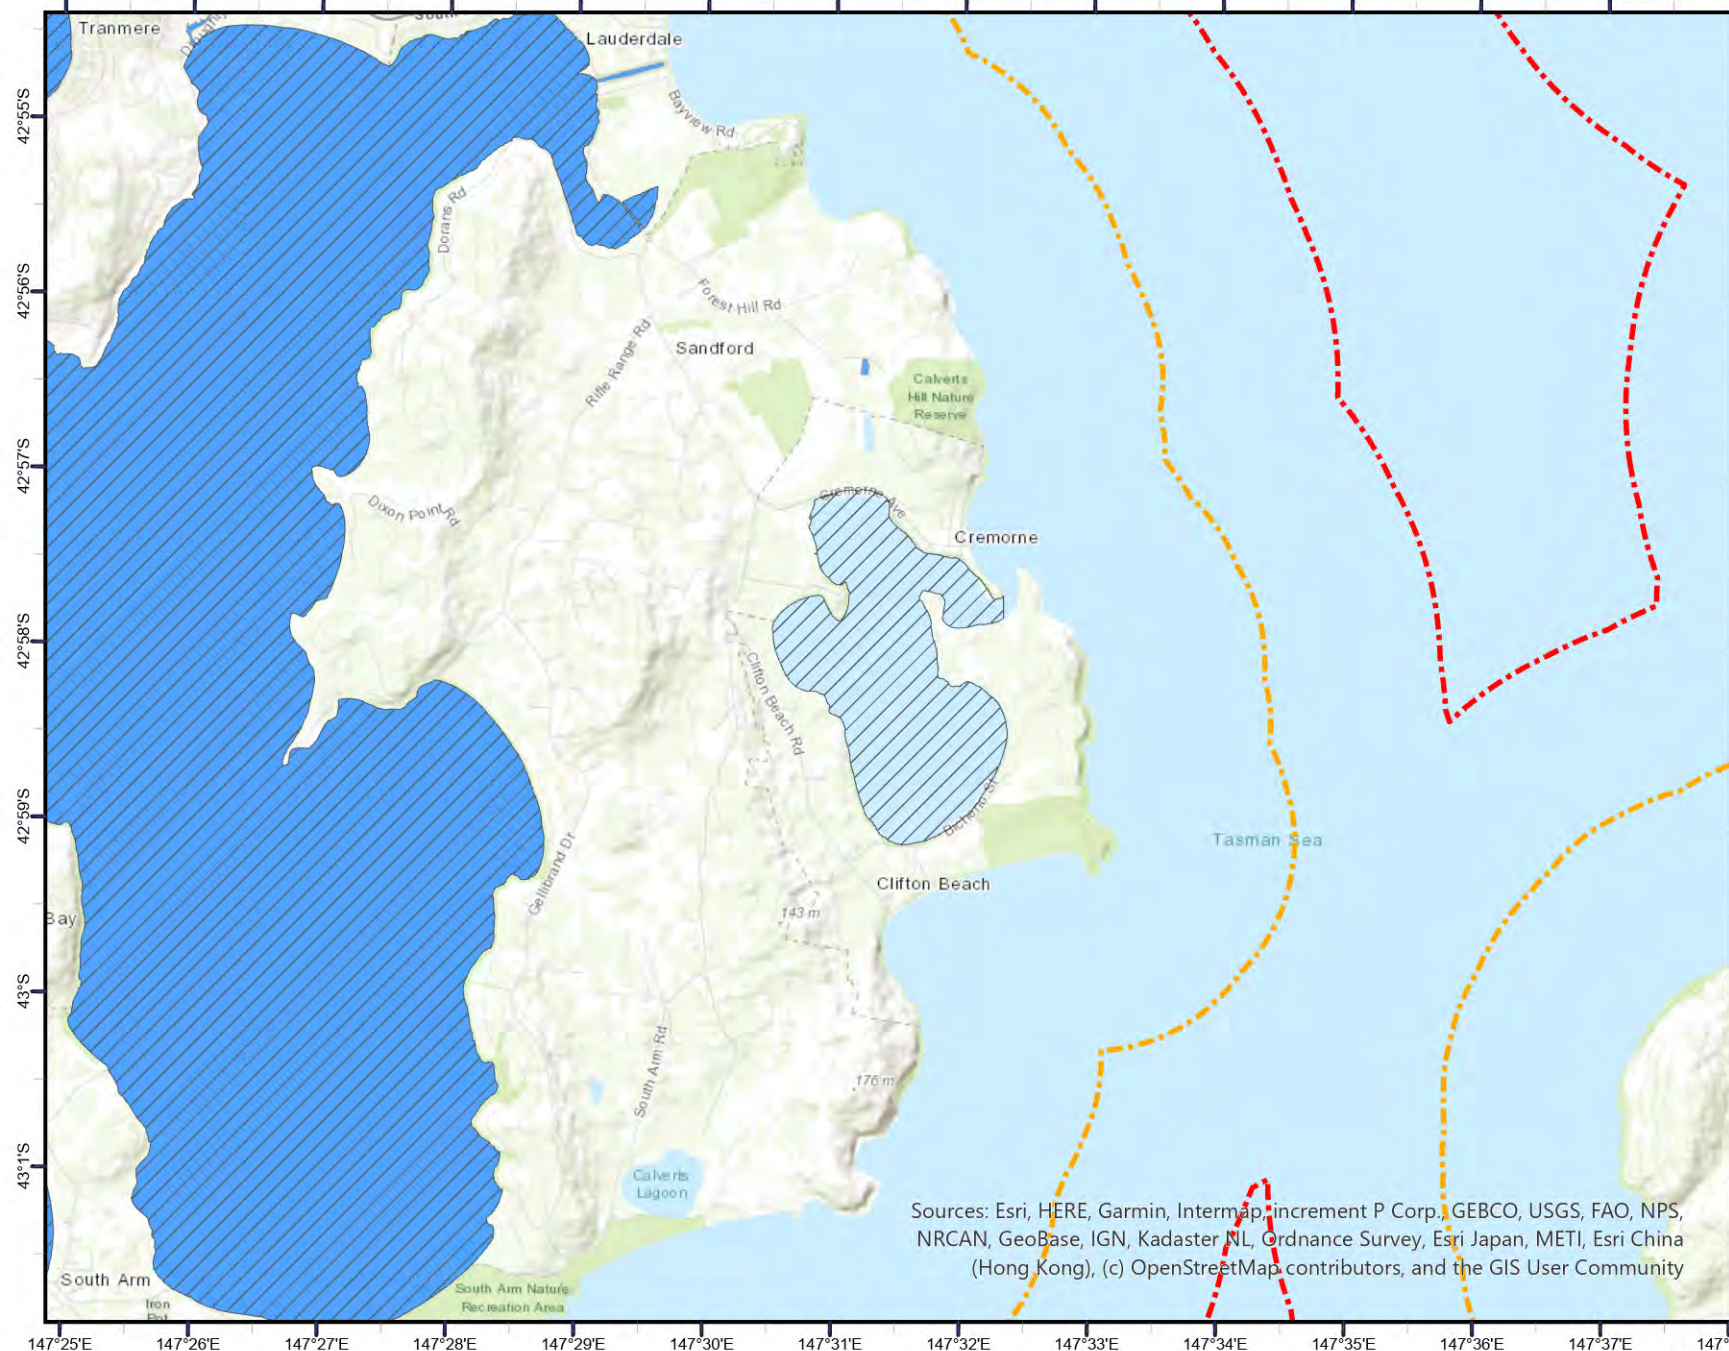 Tranmere
Lauderdale
42°55'S
Bayview Rd
Dorans Rd
42°56'S
Forest Hill Rd
Rifle Range Rd
Sandford
Calverts
Hill Nature
Reserve
42°57'S
Dixon Point Rd
Cremorne Ave
Cremorne
42°58'S
Clifton Beach Rd
42°59'S
Bicheno St
Tasman Sea
Gellibrand Dr
Clifton Beach
Bay
143 m
43°S
South Arm Rd
176 m
43°1'S
Calverts
Lagoon
Sources: Esri, HERE, Garmin, Intermap, increment P Corp., GEBCO, USGS, FAO, NPS,
NRCAN, GeoBase, IGN, Kadaster NL, Ordnance Survey, Esri Japan, METI, Esri China
(Hong Kong), (c) OpenStreetMap contributors, and the GIS User Community
South Arm
South Arm Nature
Recreation Area
Iron
147°25'E 147°26'E 147°27'E 147°28'E 147°29'E 147°30'E 147°31'E 147°32'E 147°33'E 147°34'E 147°35'E 147°36'E 147°37'E 147°